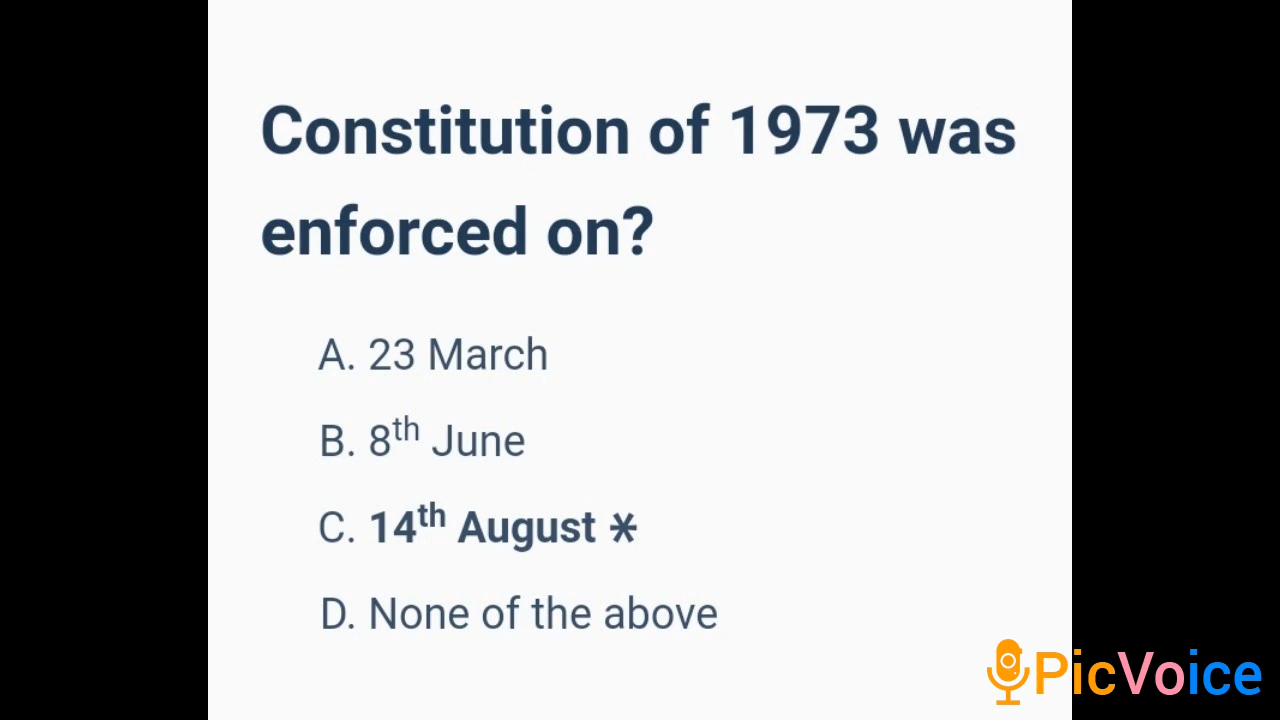 Constitution of 1973 was
enforced on?
A. 23 March
B. 8th June
C. 14th August *
D. None of the above
PicVoice